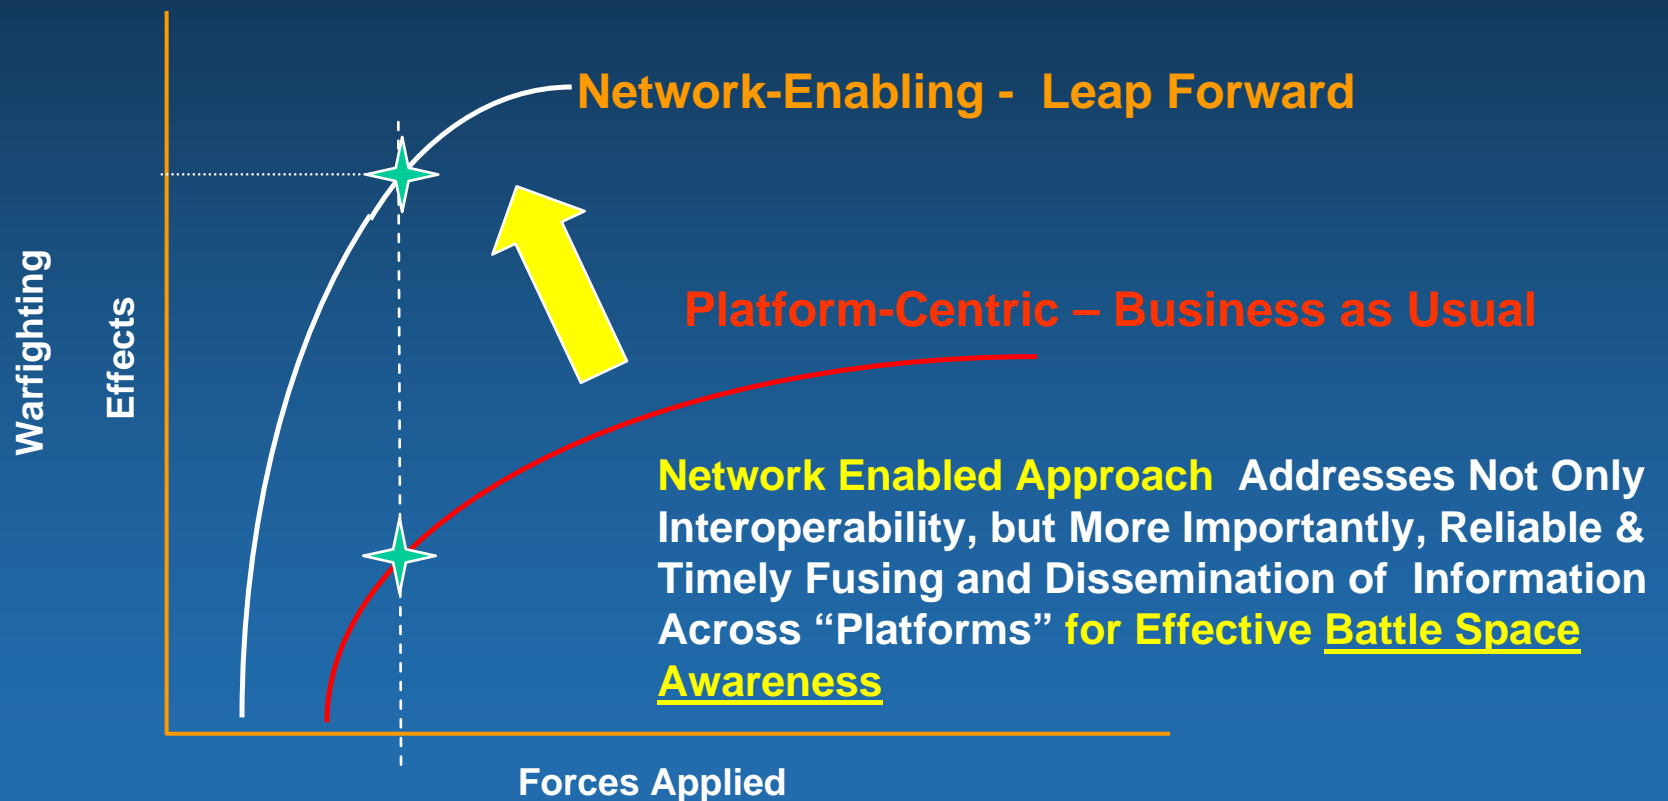 Network-Enabling - Leap Forward
Warfighting
Effects
Platform-Centric – Business as Usual
Network Enabled Approach Addresses Not Only
Interoperability, but More Importantly, Reliable &
Timely Fusing and Dissemination of Information
Across “Platforms” for Effective Battle Space
Awareness
Forces Applied